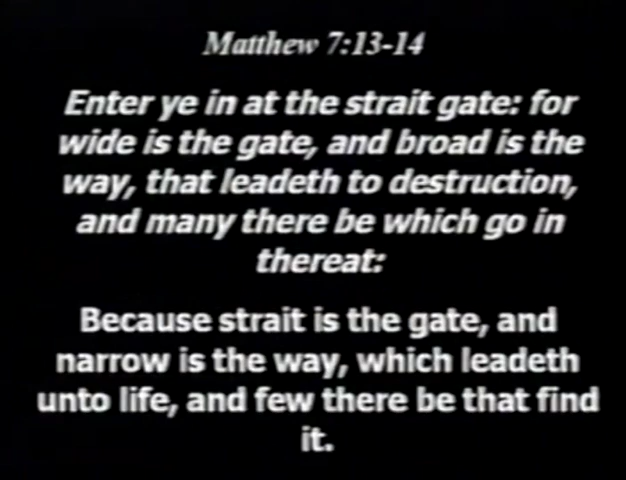 Matthew 7:13-14
Enter ye in at the strait gate: for
wide is the gate, and broad is the
way, that leadeth to destruction,
and many there be which go in
thereat:
Because strait is the gate, and
narrow is the way, which leadeth
unto life, and few there be that find
it.